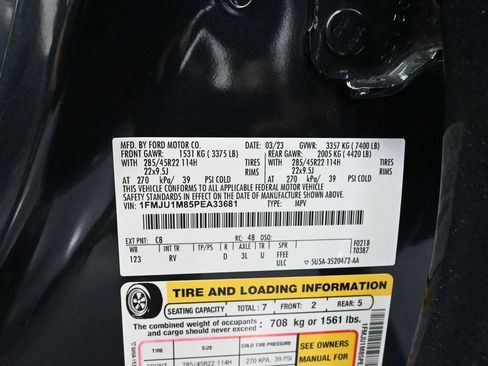 MFD. BY FORD MOTOR CO. 03/23 GVWR: 3357 KG ( 7400 LB)
FRONT GAWR: 1531 KG ( 3375 LB) REAR GAWR: 2005 KG ( 4420 LB)
WITH 285/45R22 114H TIRES WITH 285/45R22 114H TIRES
22x9.5J RIMS 22x9.5J RIMS
AT 270 kPa/ 39 PSI COLD AT 270 kPa/ 39 PSI COLD
THIS VEHICLE CONFORMS TO ALL APPLICABLE FEDERAL MOTOR VEHICLE
SAFETY STANDARDS IN EFFECT ON THE DATE OF MANUFACTURE SHOWN ABOVE.
VIN: 1FMJU1M85PEA33681 TYPE: MPV
EXT PNT: C8 RC: 48 DSO: F0218
WB INT TR TP/PS R AXLE TR SPR T0387
123 RV D 3L U FFEE
ULC 5U5A-3520472-AA
TIRE AND LOADING INFORMATION
SEATING CAPACITY TOTAL: 7 FRONT: 2 REAR: 5
The combined weight of occupants
and cargo should never exceed: 708 kg or 1561 lbs.
TIRE SIZE COLD TIRE PRESSURE SEE OWNERS
MANUAL FOR
FRONT 285/45R22 114H 270 KPA, 39 PSI